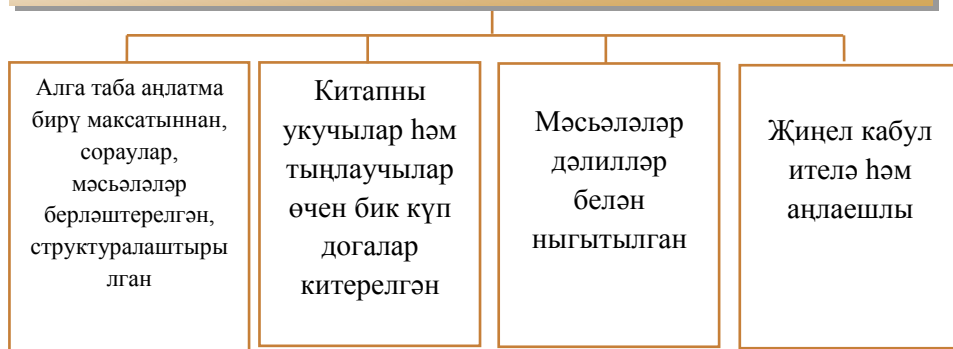 Алга таба аңлатма
бирү максатыннан,
сораулар,
мәсьәләләр
берләштерелгән,
структуралаштыры
лган
Китапны
укучылар һәм
тыңлаучылар
өчен бик күп
догалар
китерелгән
Мәсьәләләр
дәлилләр
белән
ныгытылган
Җиңел кабул
ителә һәм
аңлаешлы